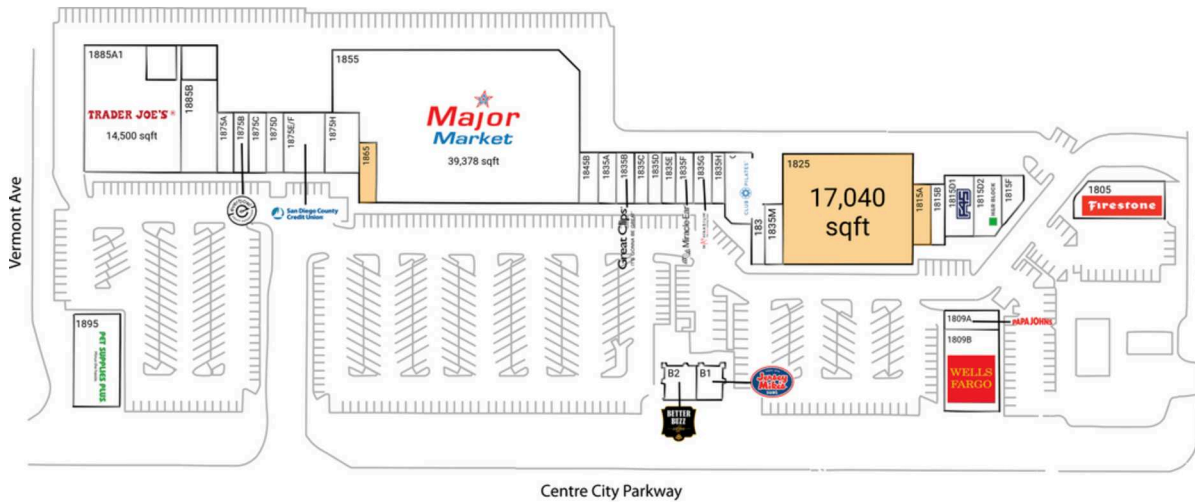 Vermont Ave
1885A1
TRADER JOE'S
14,500 sqft
1885B
1875A
1875B
1875C
1875D
1875E/F
1875H
San Diego County
Credit Union
1865
1855
Major
Market
39,378 sqft
1845B
1835A
1835B
1835C
1835D
1835E
1835F
1835G
1835H
Great Clips
Miracle-Ear
CLUB PILATES
183
1835M
1825
17,040
sqft
1815A
1815B
1815D1
F45
1815D2
H&R BLOCK
1815F
1805
Firestone
1895
PET SUPPLIES PLUS
B2
B1
BETTER
BUZZ
Jersey
Mike's
SUBS
1809A
PAPA JOHNS
1809B
WELLS
FARGO
Centre City Parkway